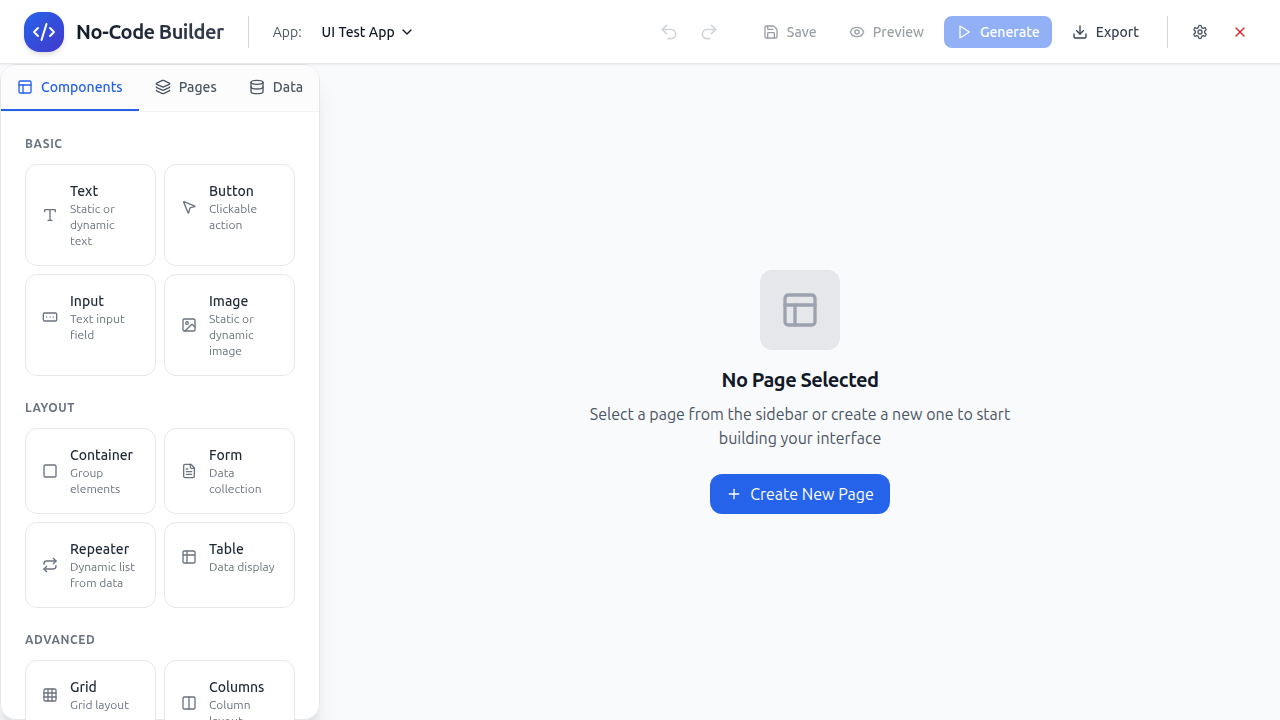 No-Code Builder
App:
UI Test App
Save
Preview
Generate
Export
Components
Pages
Data
BASIC
Text
Static or
dynamic
text
Button
Clickable
action
Input
Text input
field
Image
Static or
dynamic
image
LAYOUT
Container
Group
elements
Form
Data
collection
Repeater
Dynamic list
from data
Table
Data display
ADVANCED
Grid
Grid layout
Columns
Column
layout
No Page Selected
Select a page from the sidebar or create a new one to start
building your interface
Create New Page